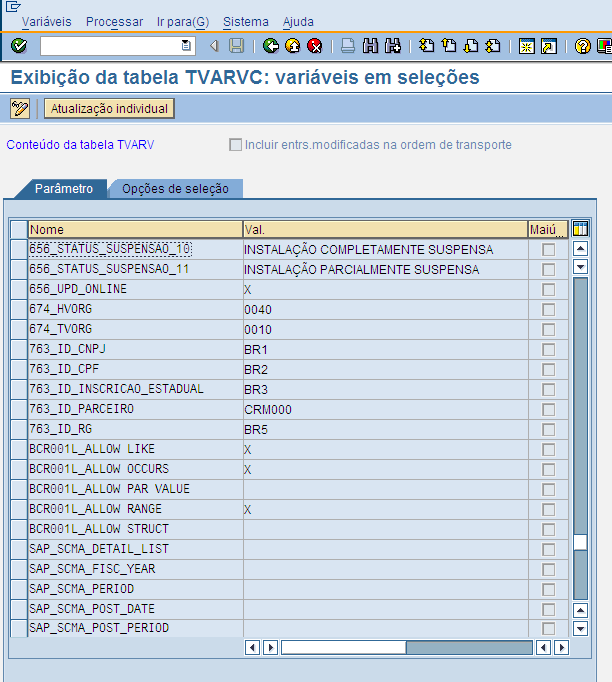 Variáveis Processar Ir para(G) Sistema Ajuda
Exibição da tabela TVARVC: variáveis em seleções
Atualização individual
Conteúdo da tabela TVARV Incluir entrs.modificadas na ordem de transporte
Parâmetro Opções de seleção
Nome Val. Maiú...
656_STATUS_SUSPENSAO_10 INSTALAÇÃO COMPLETAMENTE SUSPENSA
656_STATUS_SUSPENSAO_11 INSTALAÇÃO PARCIALMENTE SUSPENSA
656_UPD_ONLINE X
674_HVORG 0040
674_TVORG 0010
763_ID_CNPJ BR1
763_ID_CPF BR2
763_ID_INSCRICAO_ESTADUAL BR3
763_ID_PARCEIRO CRM000
763_ID_RG BR5
BCR001L_ALLOW LIKE X
BCR001L_ALLOW OCCURS X
BCR001L_ALLOW PAR VALUE
BCR001L_ALLOW RANGE X
BCR001L_ALLOW STRUCT
SAP_SCMA_DETAIL_LIST
SAP_SCMA_FISC_YEAR
SAP_SCMA_PERIOD
SAP_SCMA_POST_DATE
SAP_SCMA_POST_PERIOD